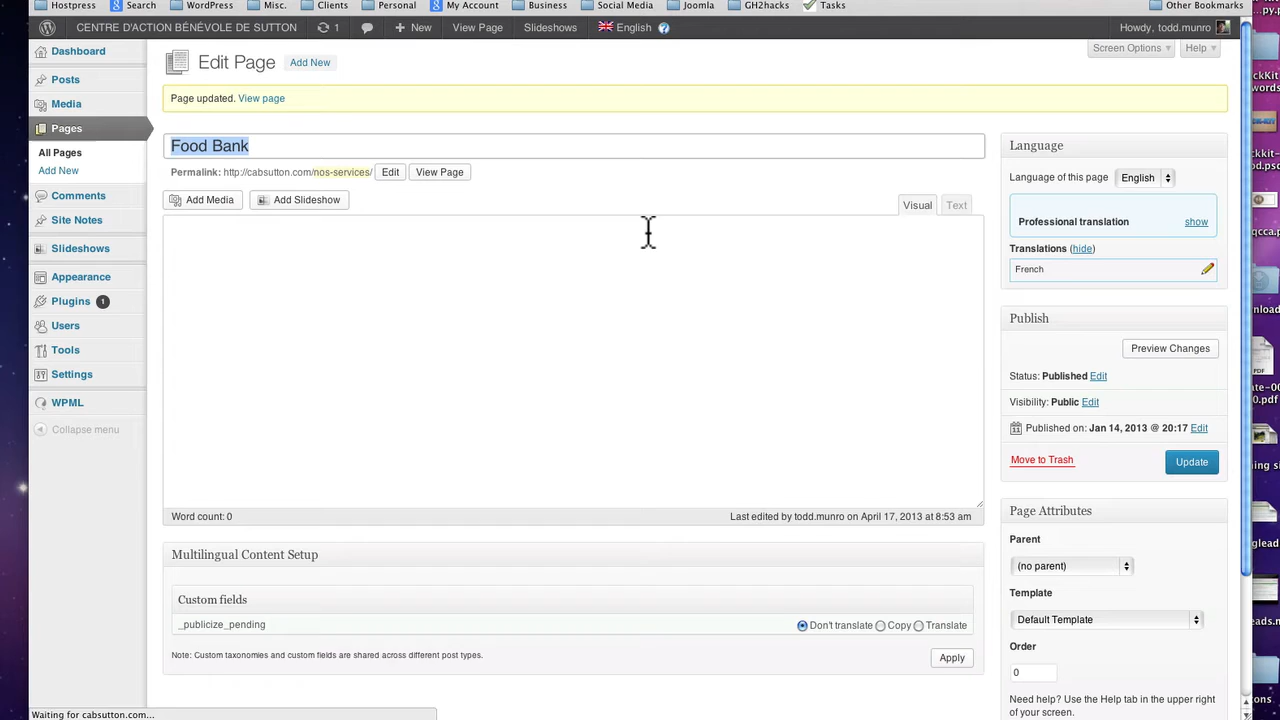 Hostpress Search WordPress Misc. Clients Personal My Account Business Social Media Joomla GH2hacks Tasks Other Bookmarks
CENTRE D'ACTION BÉNÉVOLE DE SUTTON 1 New View Page Slideshows English Howdy, todd.munro
Dashboard
Posts
Media
Pages
All Pages
Add New
Comments
Site Notes
Slideshows
Appearance
Plugins 1
Users
Tools
Settings
WPML
Collapse menu
Screen Options Help
Edit Page Add New
Page updated. View page
Food Bank
Permalink: http://cabsutton.com/nos-services/ Edit View Page
Add Media Add Slideshow Visual Text
Word count: 0 Last edited by todd.munro on April 17, 2013 at 8:53 am
Multilingual Content Setup
Custom fields
_publicize_pending Don't translate Copy Translate
Note: Custom taxonomies and custom fields are shared across different post types.
Apply
Language
Language of this page English
Professional translation show
Translations (hide)
French
Publish
Preview Changes
Status: Published Edit
Visibility: Public Edit
Published on: Jan 14, 2013 @ 20:17 Edit
Move to Trash Update
Page Attributes
Parent
(no parent)
Template
Default Template
Order
0
Need help? Use the Help tab in the upper right
of your screen.
Waiting for cabsutton.com...